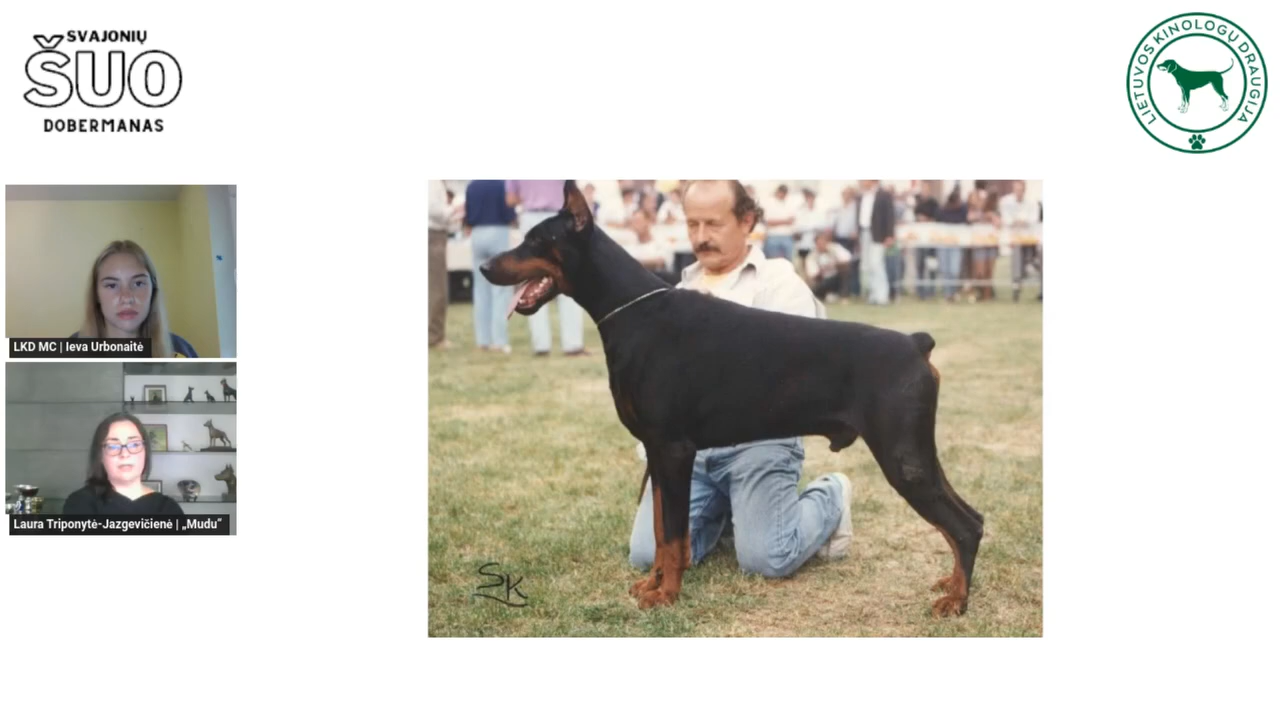 SVAJONIŲ
ŠUO
DOBERMANAS
LIETUVOS KINOLOGŲ DRAUGIJA
LKD MC | Ieva Urbonaitė
Laura Triponytė-Jazgevičienė | „Mudu“
SK